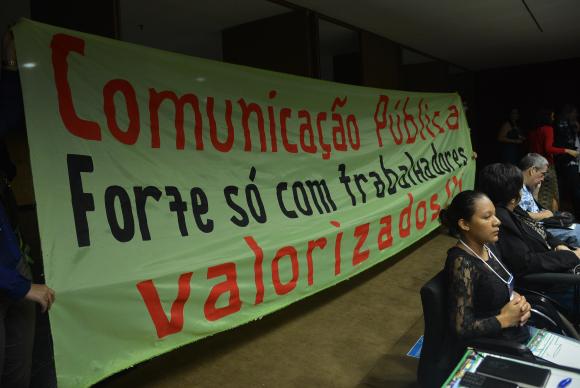 Comunicação Pública
Forte só com trabalhadores
valorizados!